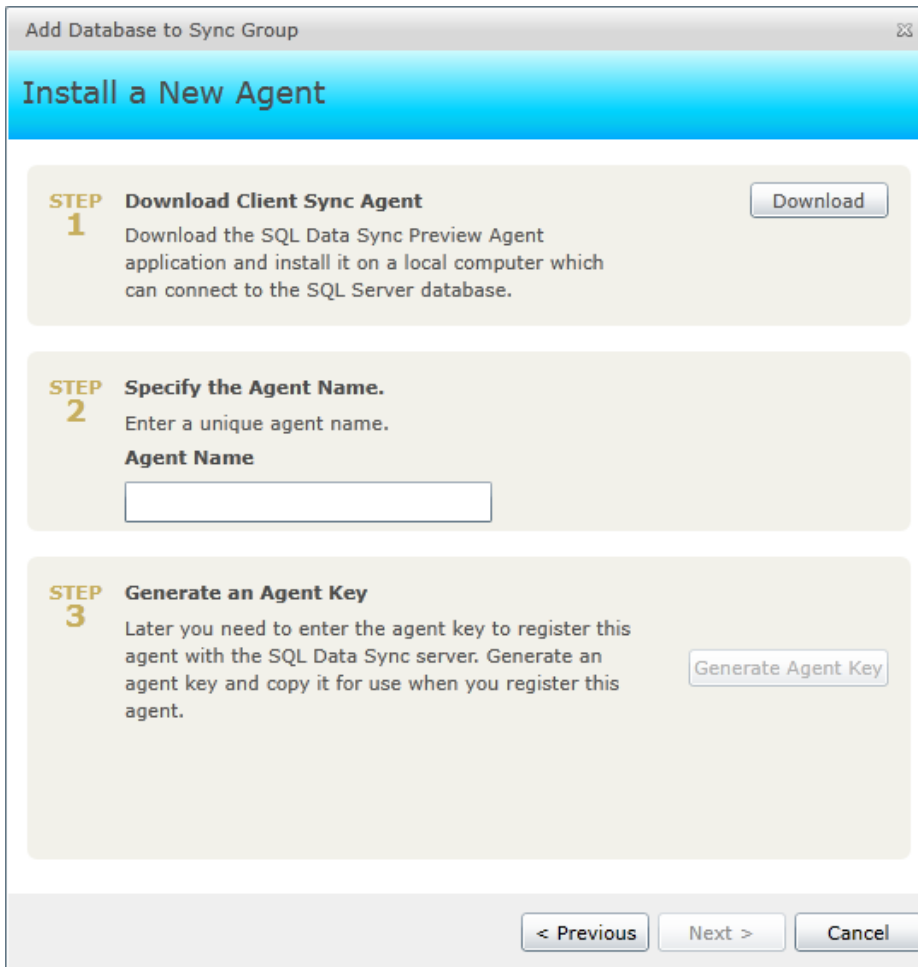 Add Database to Sync Group
Install a New Agent
STEP
1
Download Client Sync Agent
Download the SQL Data Sync Preview Agent
application and install it on a local computer which
can connect to the SQL Server database.
Download
STEP
2
Specify the Agent Name.
Enter a unique agent name.
Agent Name
STEP
3
Generate an Agent Key
Later you need to enter the agent key to register this
agent with the SQL Data Sync server. Generate an
agent key and copy it for use when you register this
agent.
Generate Agent Key
< Previous
Next >
Cancel